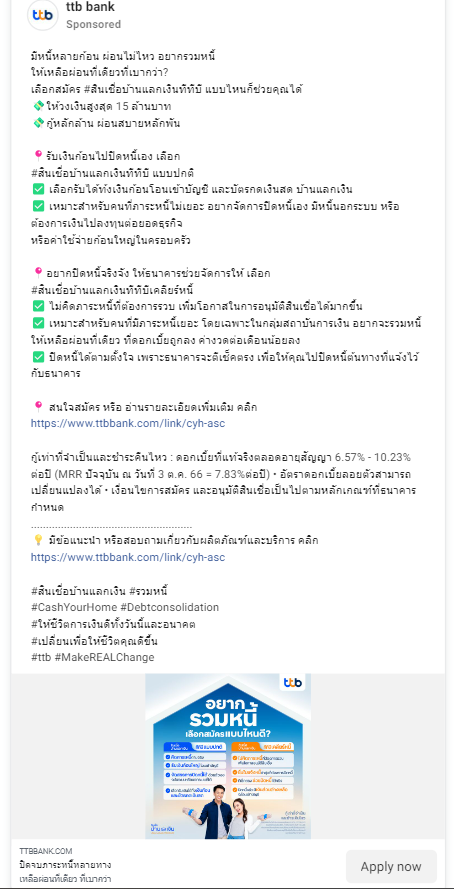 ttb
ttb bank
Sponsored
มีหนี้หลายก้อน ผ่อนไม่ไหว อยากรวมหนี้
ให้เหลือผ่อนที่เดียวที่เบากว่า?
เลือกสมัคร #สินเชื่อบ้านแลกเงินทีทีบี แบบไหนก็ช่วยคุณได้
💸 ให้วงเงินสูงสุด 15 ล้านบาท
💸 กู้หลักล้าน ผ่อนสบายหลักพัน
📍 รับเงินก้อนไปปิดหนี้เอง เลือก
#สินเชื่อบ้านแลกเงินทีทีบี แบบปกติ
✅ เลือกรับได้ทั้งเงินก้อนโอนเข้าบัญชี และบัตรกดเงินสด บ้านแลกเงิน
✅ เหมาะสำหรับคนที่ภาระหนี้ไม่เยอะ อยากจัดการปิดหนี้เอง มีหนี้นอกระบบ หรือ
ต้องการเงินไปลงทุนต่อยอดธุรกิจ
หรือค่าใช้จ่ายก้อนใหญ่ในครอบครัว
📍 อยากปิดหนี้จริงจัง ให้ธนาคารช่วยจัดการให้ เลือก
#สินเชื่อบ้านแลกเงินทีทีบีเคลียร์หนี้
✅ ไม่คิดภาระหนี้ที่ต้องการรวบ เพิ่มโอกาสในการอนุมัติสินเชื่อได้มากขึ้น
✅ เหมาะสำหรับคนที่มีภาระหนี้เยอะ โดยเฉพาะในกลุ่มสถาบันการเงิน อยากจะรวมหนี้
ให้เหลือผ่อนที่เดียว ที่ดอกเบี้ยถูกลง ค่างวดต่อเดือนน้อยลง
✅ ปิดหนี้ได้ตามตั้งใจ เพราะธนาคารจะตีเช็คตรง เพื่อให้คุณไปปิดหนี้ต้นทางที่แจ้งไว้
กับธนาคาร
📍 สนใจสมัคร หรือ อ่านรายละเอียดเพิ่มเติม คลิก
https://www.ttbbank.com/link/cyh-asc
กู้เท่าที่จำเป็นและชำระคืนไหว : ดอกเบี้ยที่แท้จริงตลอดอายุสัญญา 6.57% - 10.23%
ต่อปี (MRR ปัจจุบัน ณ วันที่ 3 ต.ค. 66 = 7.83%ต่อปี) • อัตราดอกเบี้ยลอยตัวสามารถ
เปลี่ยนแปลงได้ • เงื่อนไขการสมัคร และอนุมัติสินเชื่อเป็นไปตามหลักเกณฑ์ที่ธนาคาร
กำหนด
......................................................
💡 มีข้อแนะนำ หรือสอบถามเกี่ยวกับผลิตภัณฑ์และบริการ คลิก
https://www.ttbbank.com/link/cyh-asc
#สินเชื่อบ้านแลกเงิน #รวมหนี้
#CashYourHome #Debtconsolidation
#ให้ชีวิตการเงินดีทั้งวันนี้และอนาคต
#เปลี่ยนเพื่อให้ชีวิตคุณดีขึ้น
#ttb #MakeREALChange
ttb
อยาก
รวมหนี้
เลือกสมัครแบบไหนดี?
TTBBANK.COM
ปิดจบภาระหนี้หลายทาง
เหลือผ่อนที่เดียว ที่เบากว่า
Apply now